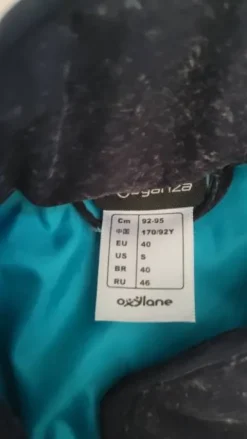 Cm 92-95
中国 170/92Y
EU 40
US S
BR 40
RU 46
oxylane